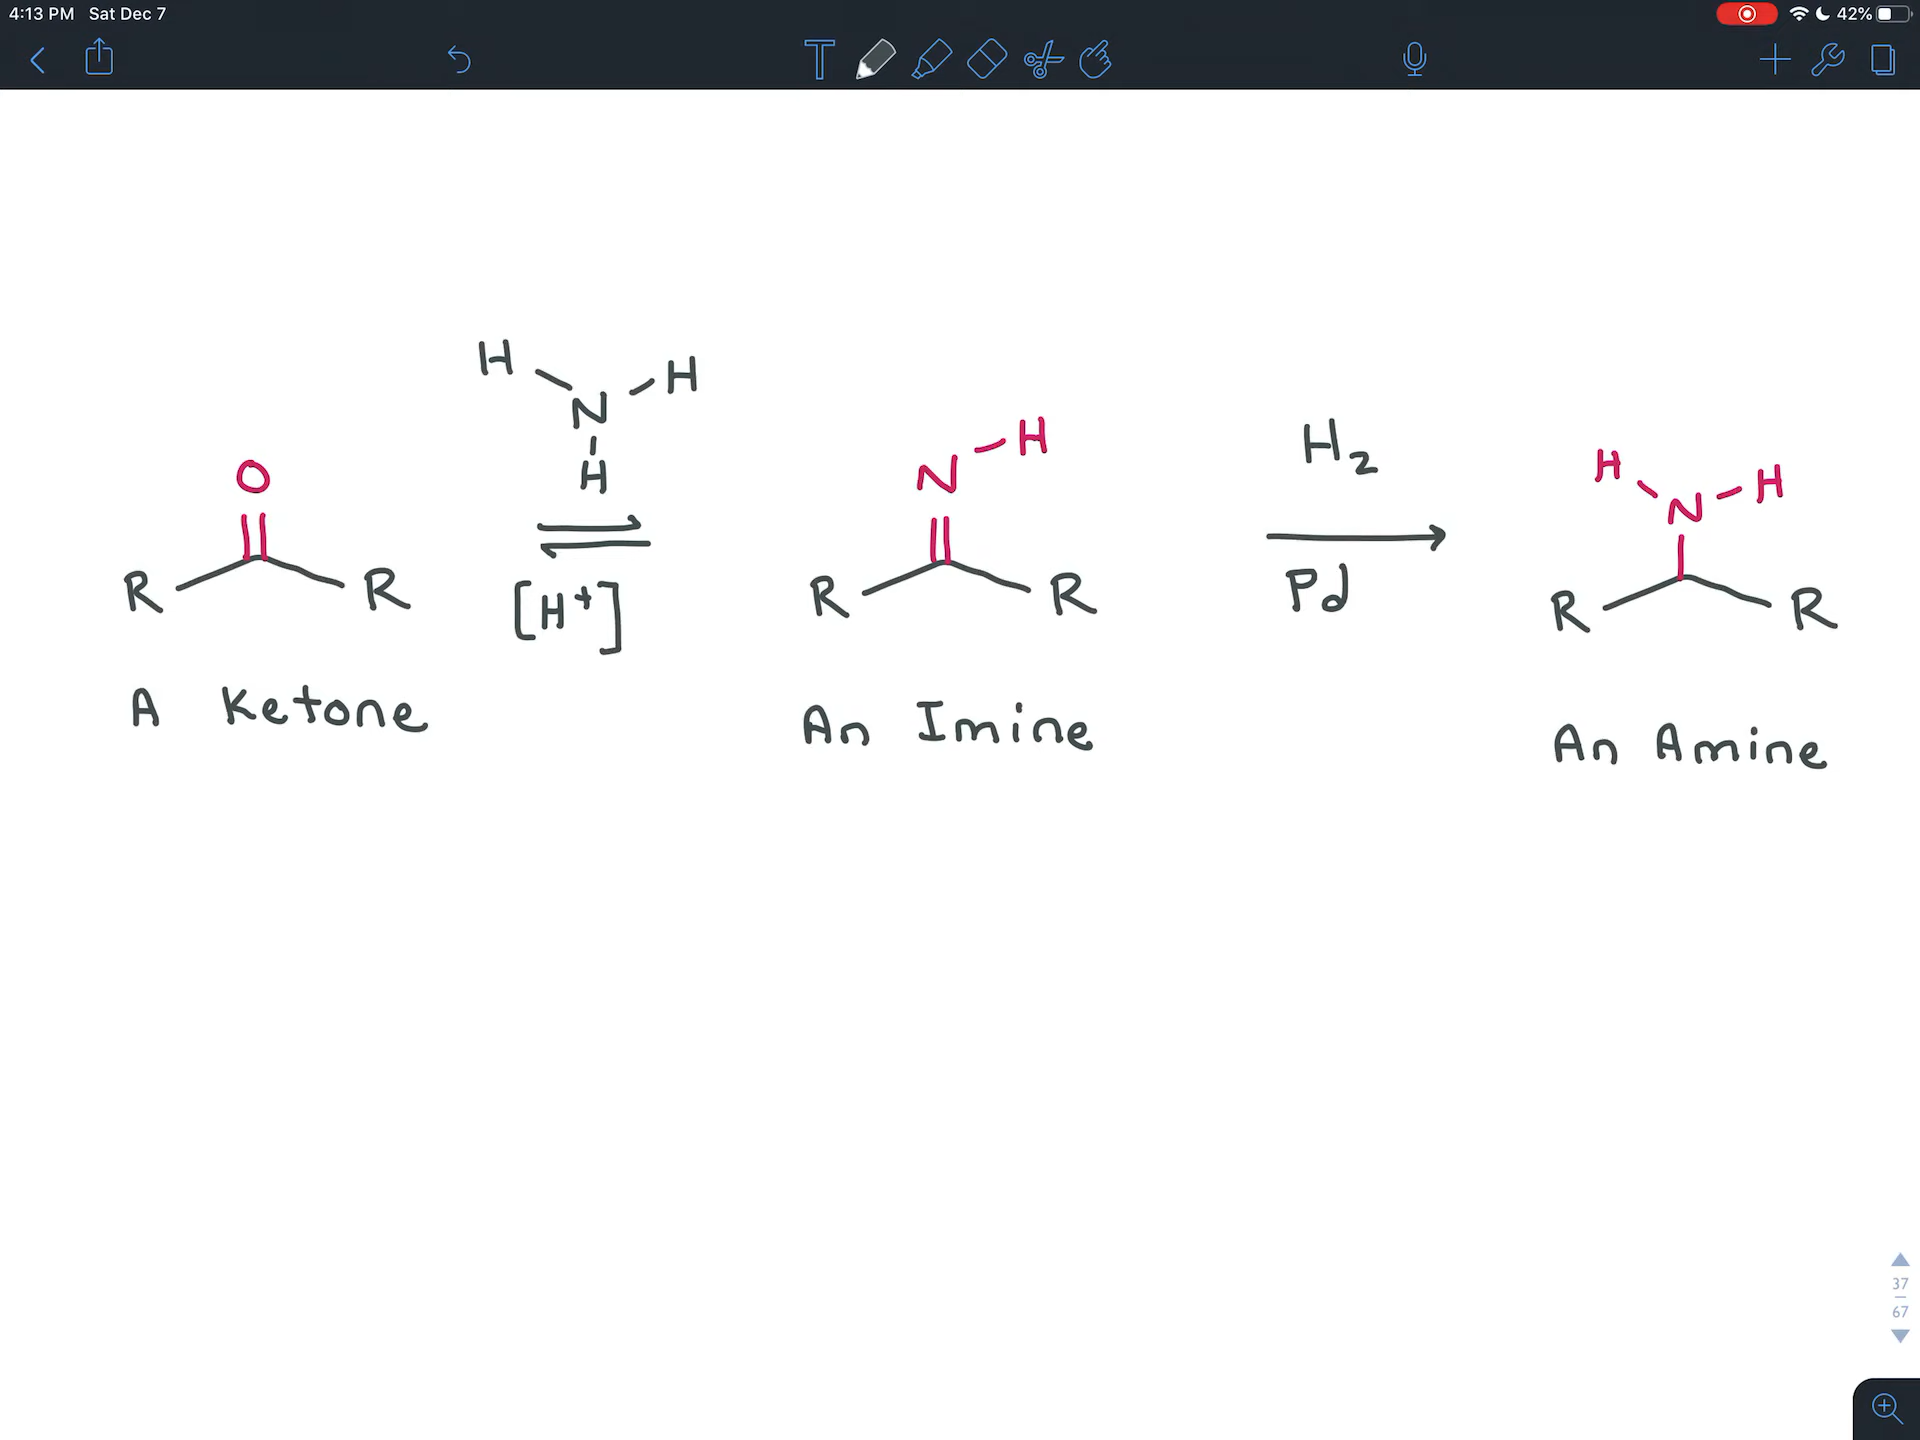 4:13 PM Sat Dec 7
42%
T
H
H
N
H
O
R
R
[H+]
A Ketone
N
H
R
R
An Imine
H2
Pd
H
H
N
R
R
An Amine
37
67